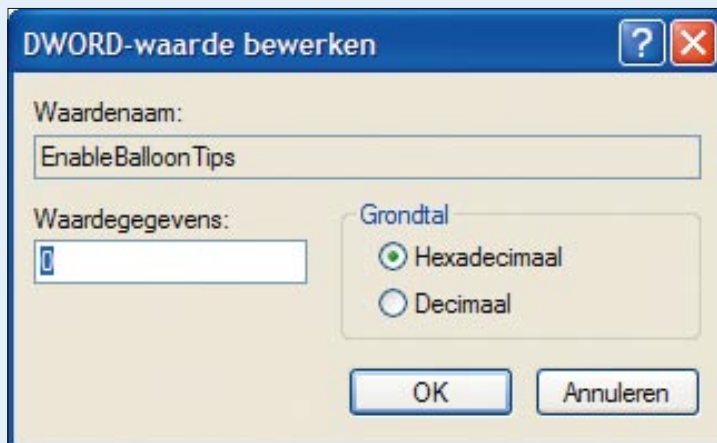 DWORD-waarde bewerken
Waardenaam:
EnableBalloonTips
Waardegegevens:
0
Grondtal
Hexadecimaal
Decimaal
OK
Annuleren